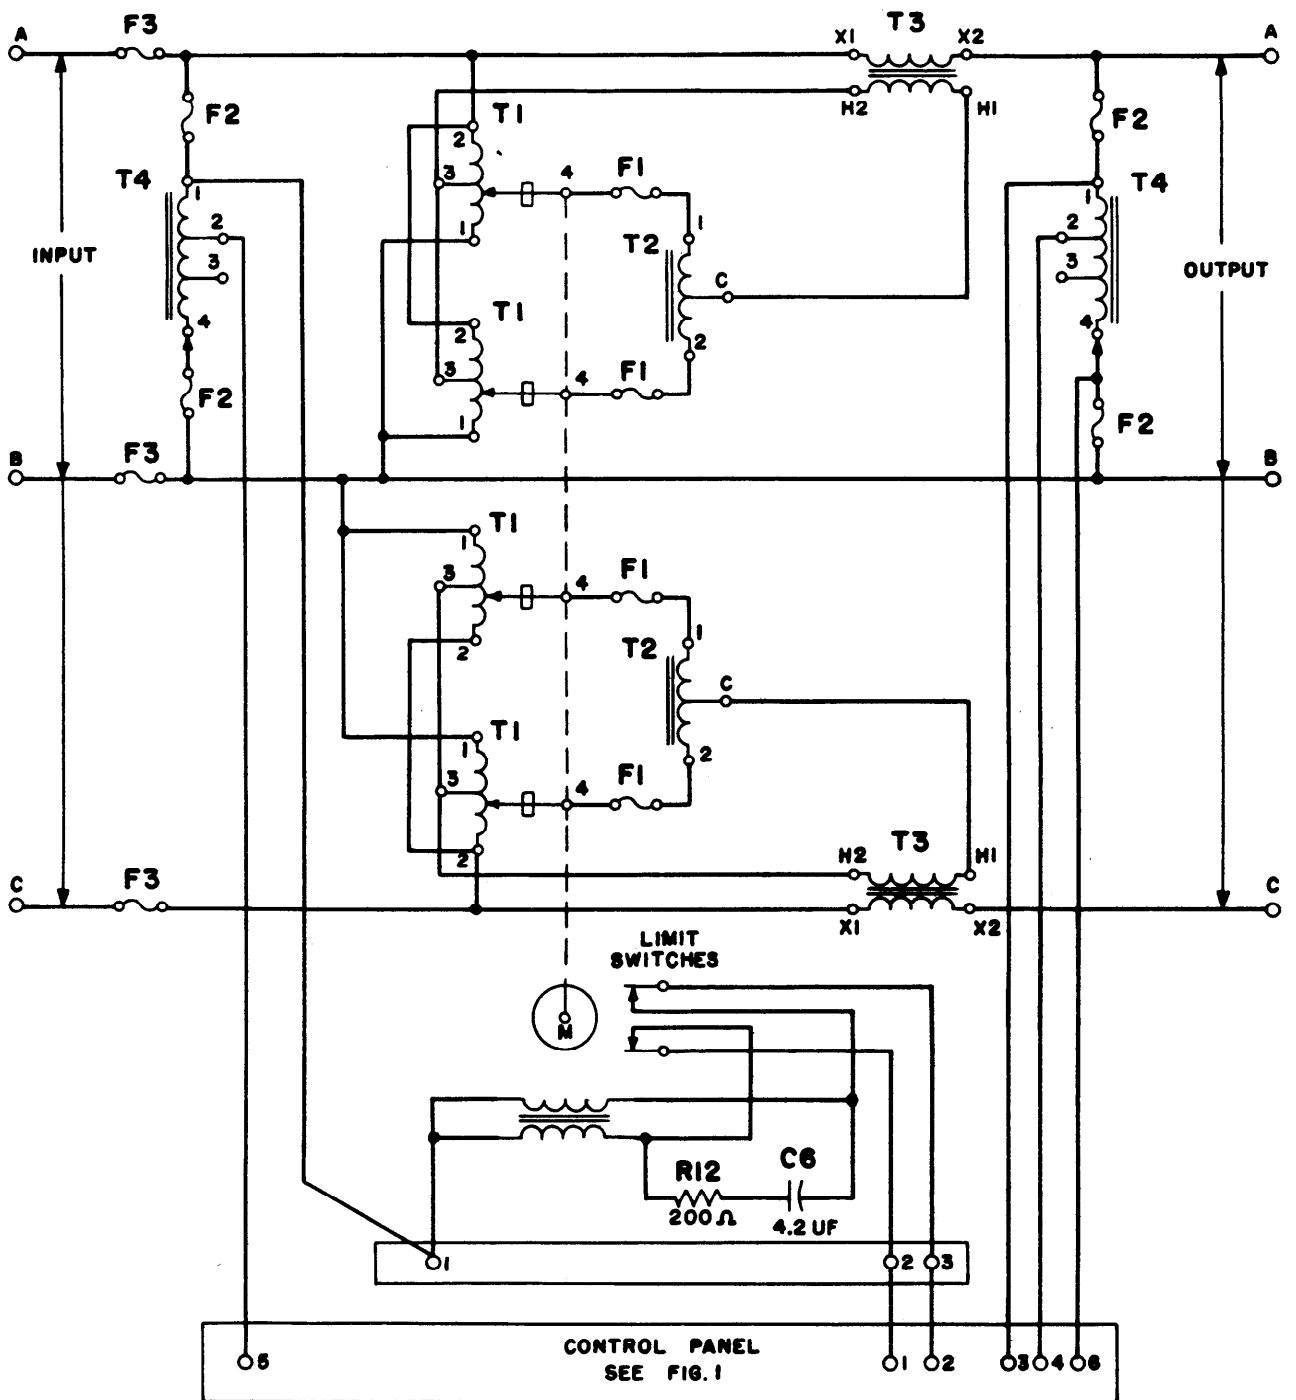 F3
T3
A
X1
X2
A
F2
T1
H2
H1
F2
2
T4
1
3
4
F1
1
T4
2
1
1
2
INPUT
3
T2
C
3
OUTPUT
4
T1
2
2
4
F2
3
4
F1
1
F2
B
F3
B
T1
1
3
4
F1
1
T2
2
C
T1
1
2
3
4
F1
2
T3
H2
H1
C
F3
C
X1
X2
LIMIT
SWITCHES
M
R12
C6
200Ω
4.2 UF
1
2
3
CONTROL PANEL
SEE FIG. 1
5
1
2
3
4
6